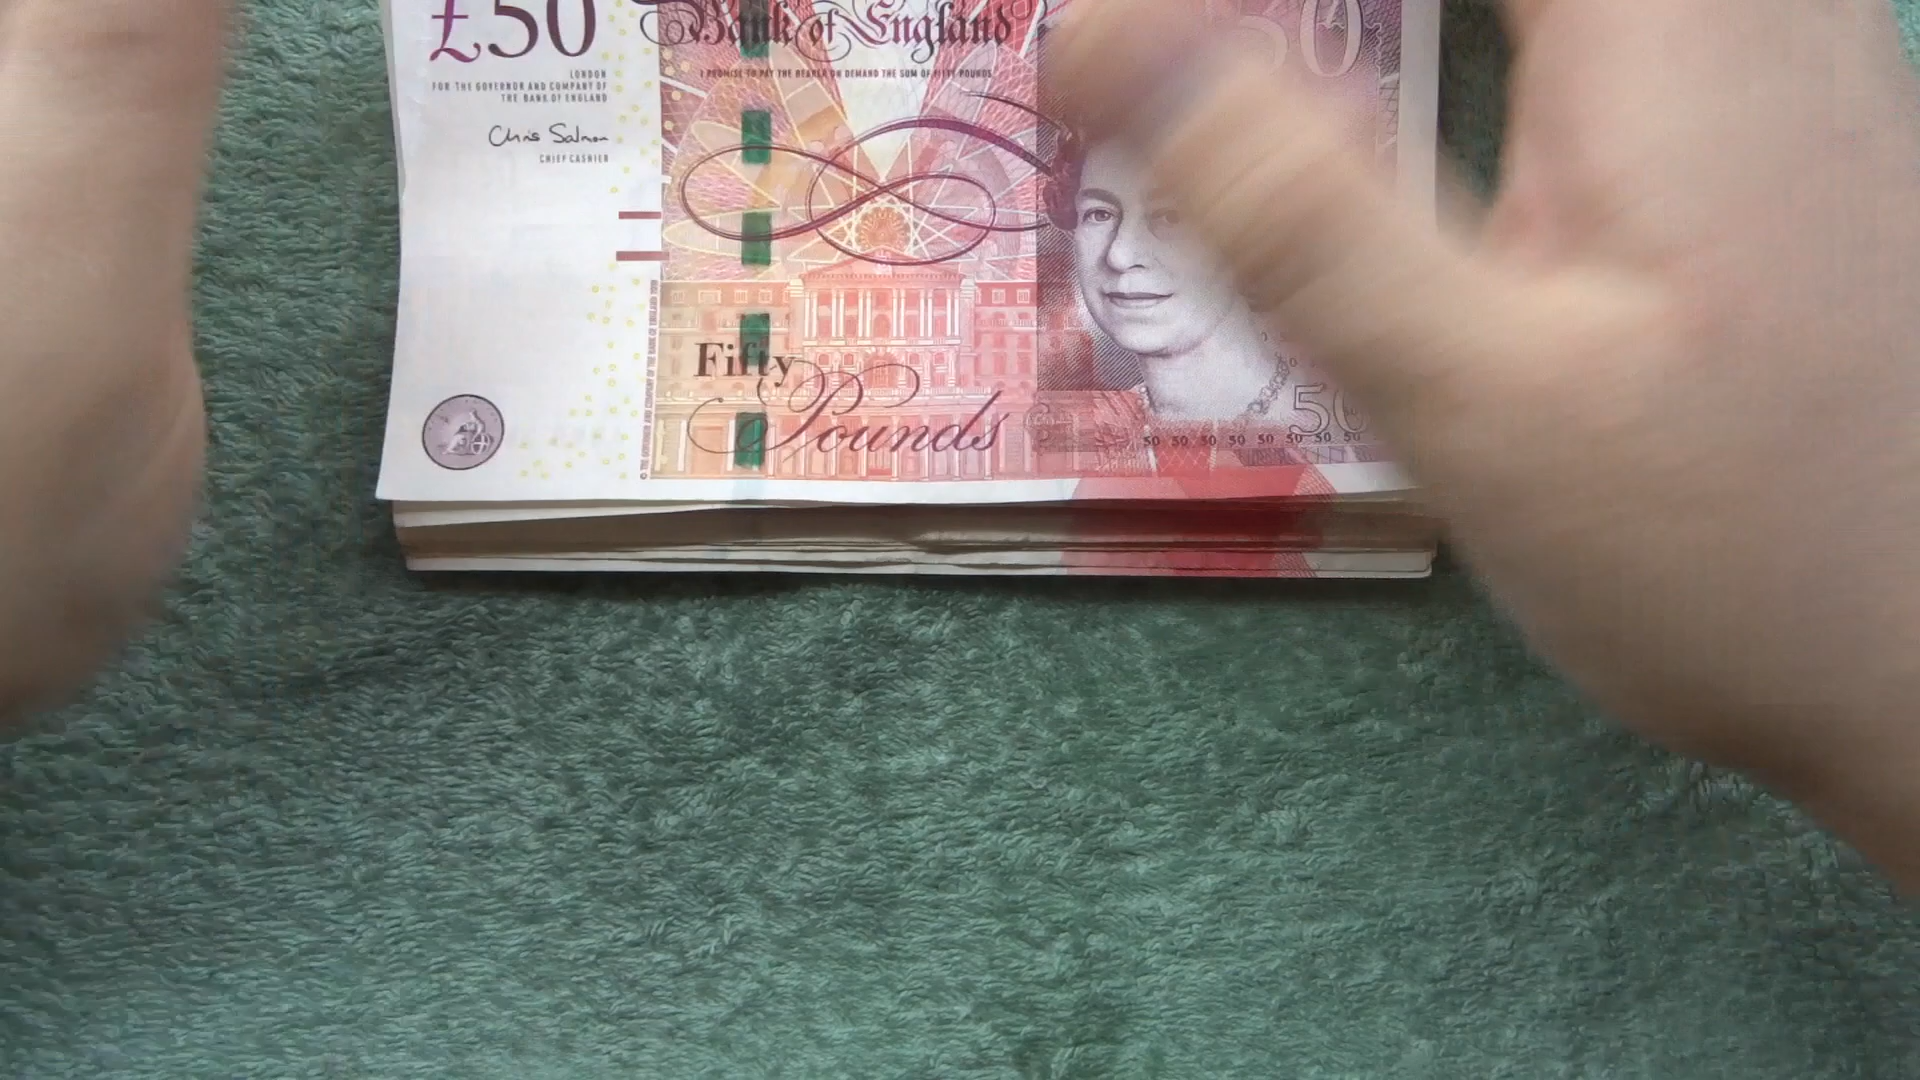 £50
Bank of England
50
I PROMISE TO PAY THE BEARER ON DEMAND THE SUM OF FIFTY POUNDS
LONDON
FOR THE GOVERNOR AND COMPANY OF
THE BANK OF ENGLAND
Chris Salmon
CHIEF CASHIER
Fifty
Pounds
50
50 50 50 50 50 50 50 50